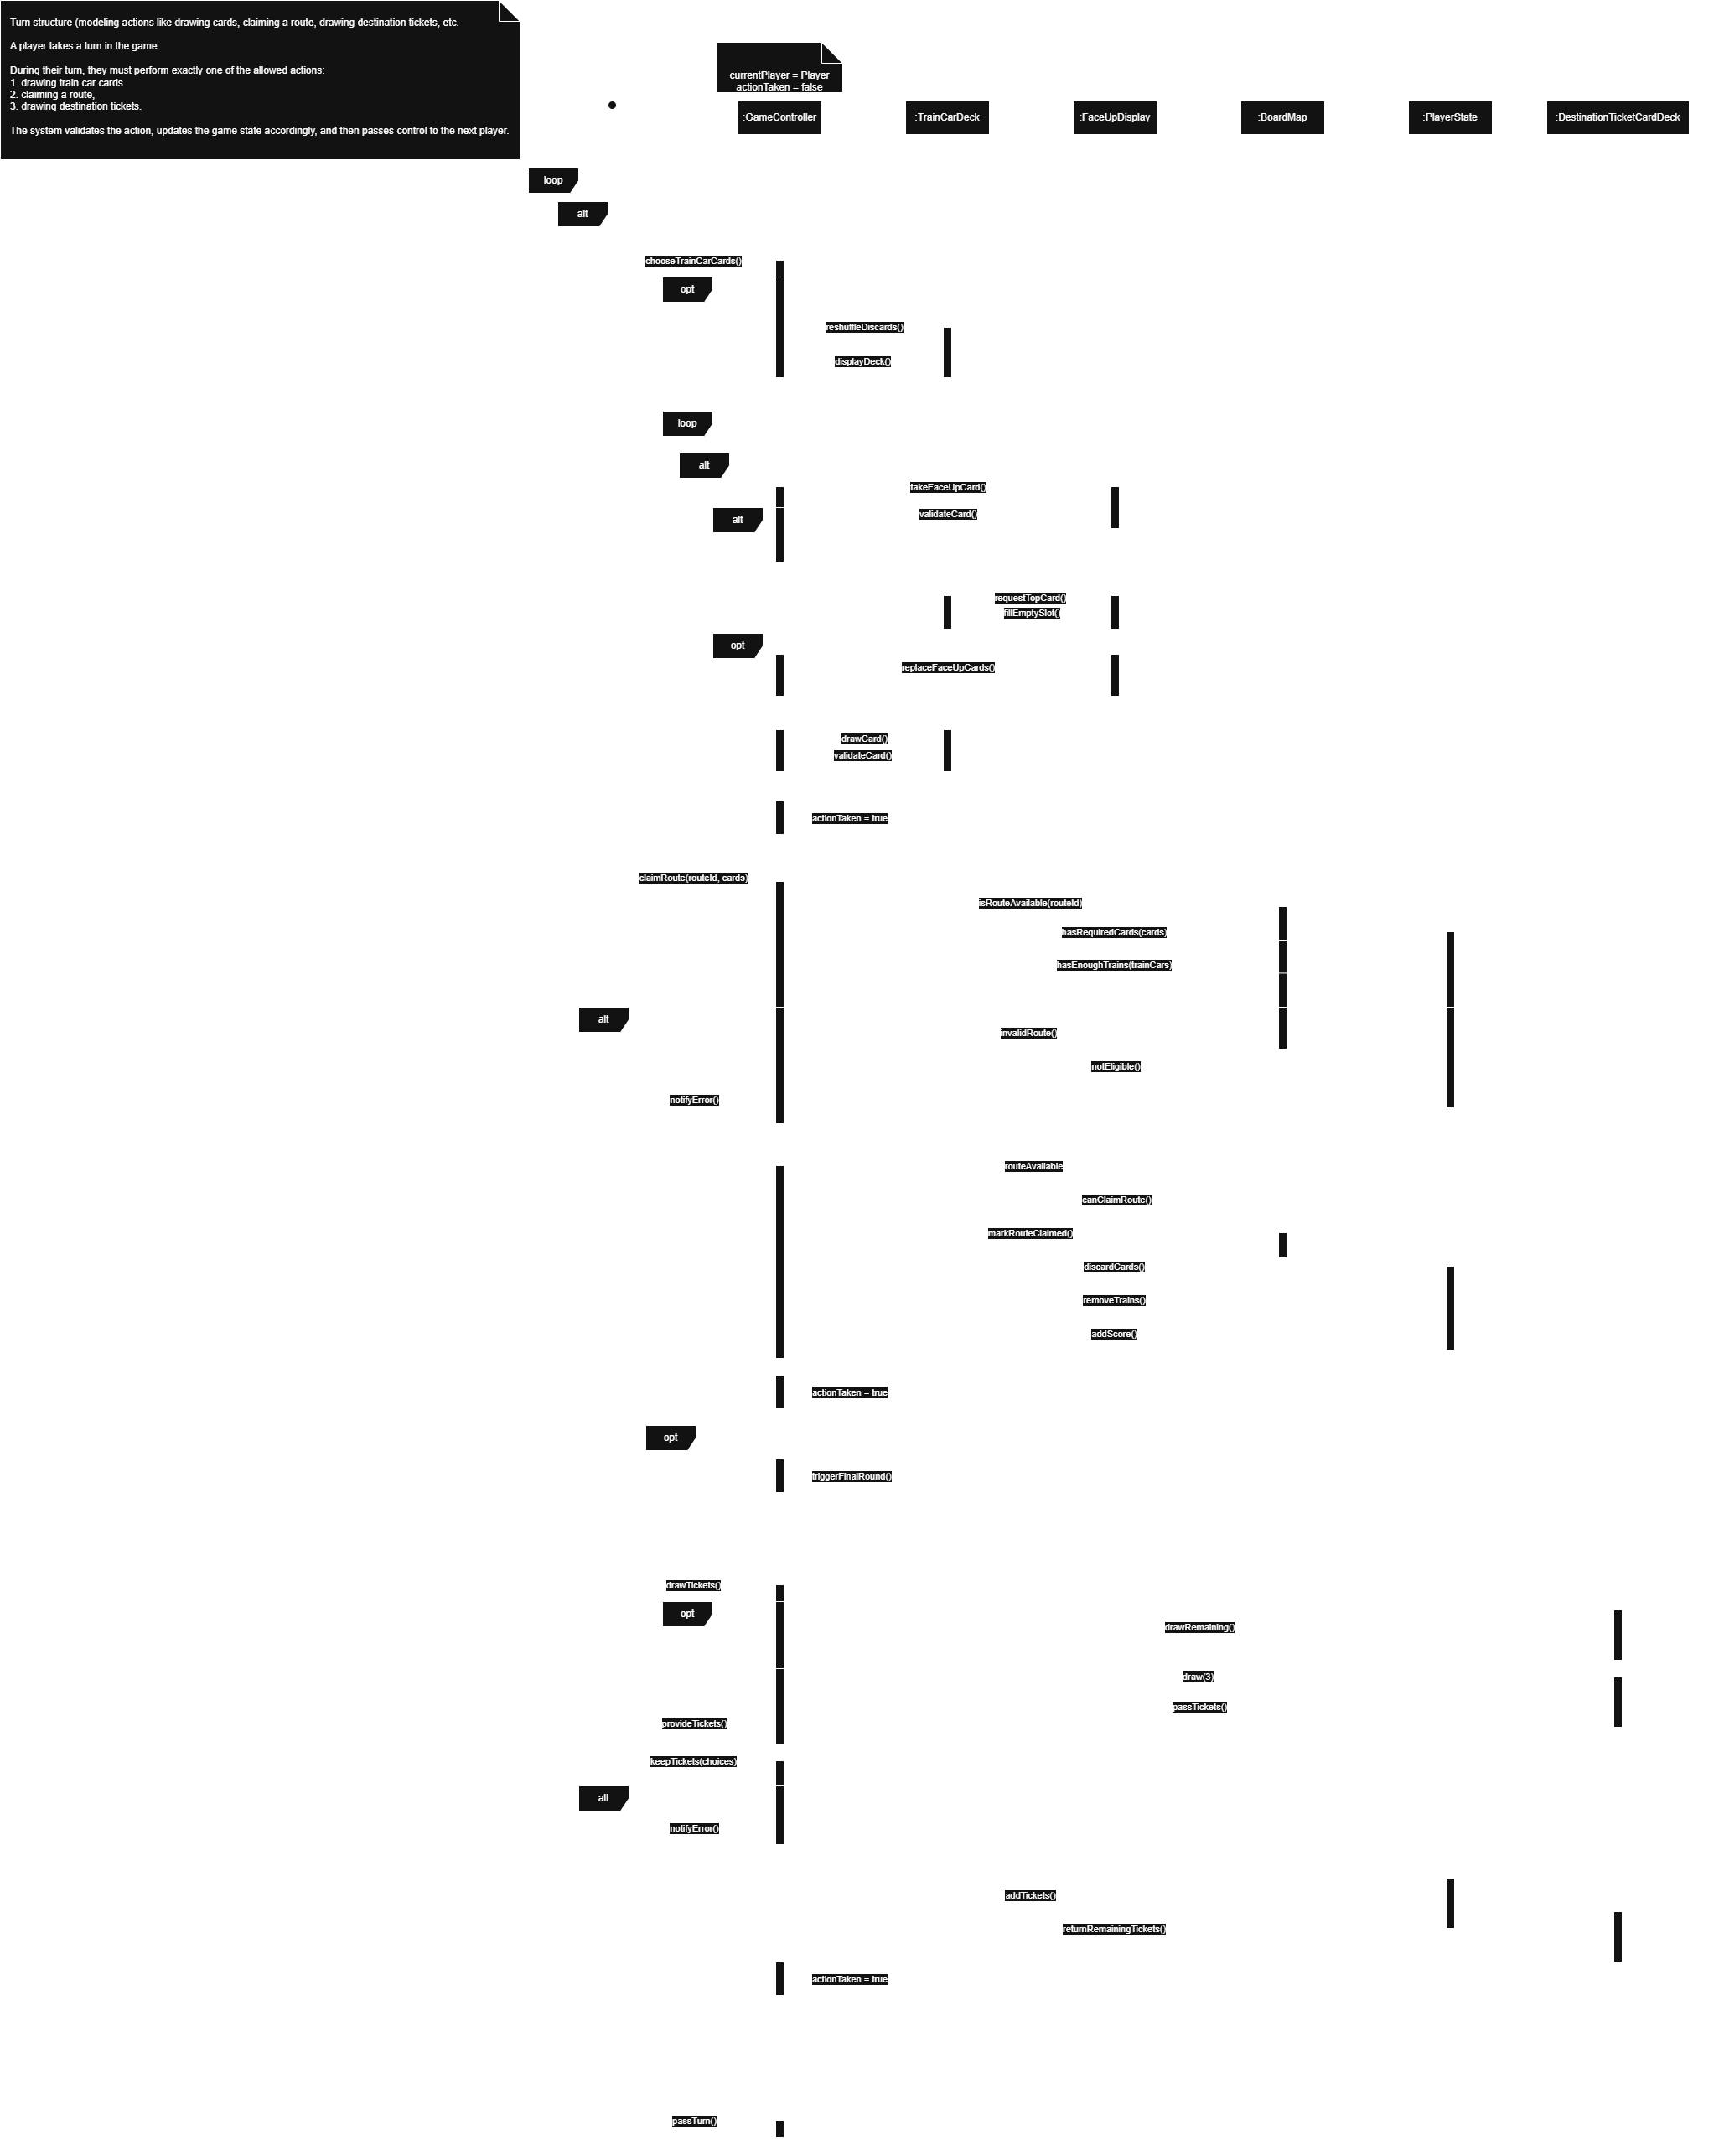 Turn structure (modeling actions like drawing cards, claiming a route, drawing destination tickets, etc.
A player takes a turn in the game.
During their turn, they must perform exactly one of the allowed actions:
1. drawing train car cards
2. claiming a route,
3. drawing destination tickets.
The system validates the action, updates the game state accordingly, and then passes control to the next player.
currentPlayer = Player
actionTaken = false
:GameController
:TrainCarDeck
:FaceUpDisplay
:BoardMap
:PlayerState
:DestinationTicketCardDeck
loop
alt
chooseTrainCarCards()
opt
reshuffleDiscards()
displayDeck()
loop
alt
takeFaceUpCard()
validateCard()
alt
requestTopCard()
fillEmptySlot()
opt
replaceFaceUpCards()
drawCard()
validateCard()
actionTaken = true
claimRoute(routeId, cards)
isRouteAvailable(routeId)
hasRequiredCards(cards)
hasEnoughTrains(trainCars)
alt
invalidRoute()
notEligible()
notifyError()
routeAvailable
canClaimRoute()
markRouteClaimed()
discardCards()
removeTrains()
addScore()
actionTaken = true
opt
triggerFinalRound()
drawTickets()
opt
drawRemaining()
draw(3)
passTickets()
provideTickets()
keepTickets(choices)
alt
notifyError()
addTickets()
returnRemainingTickets()
actionTaken = true
passTurn()